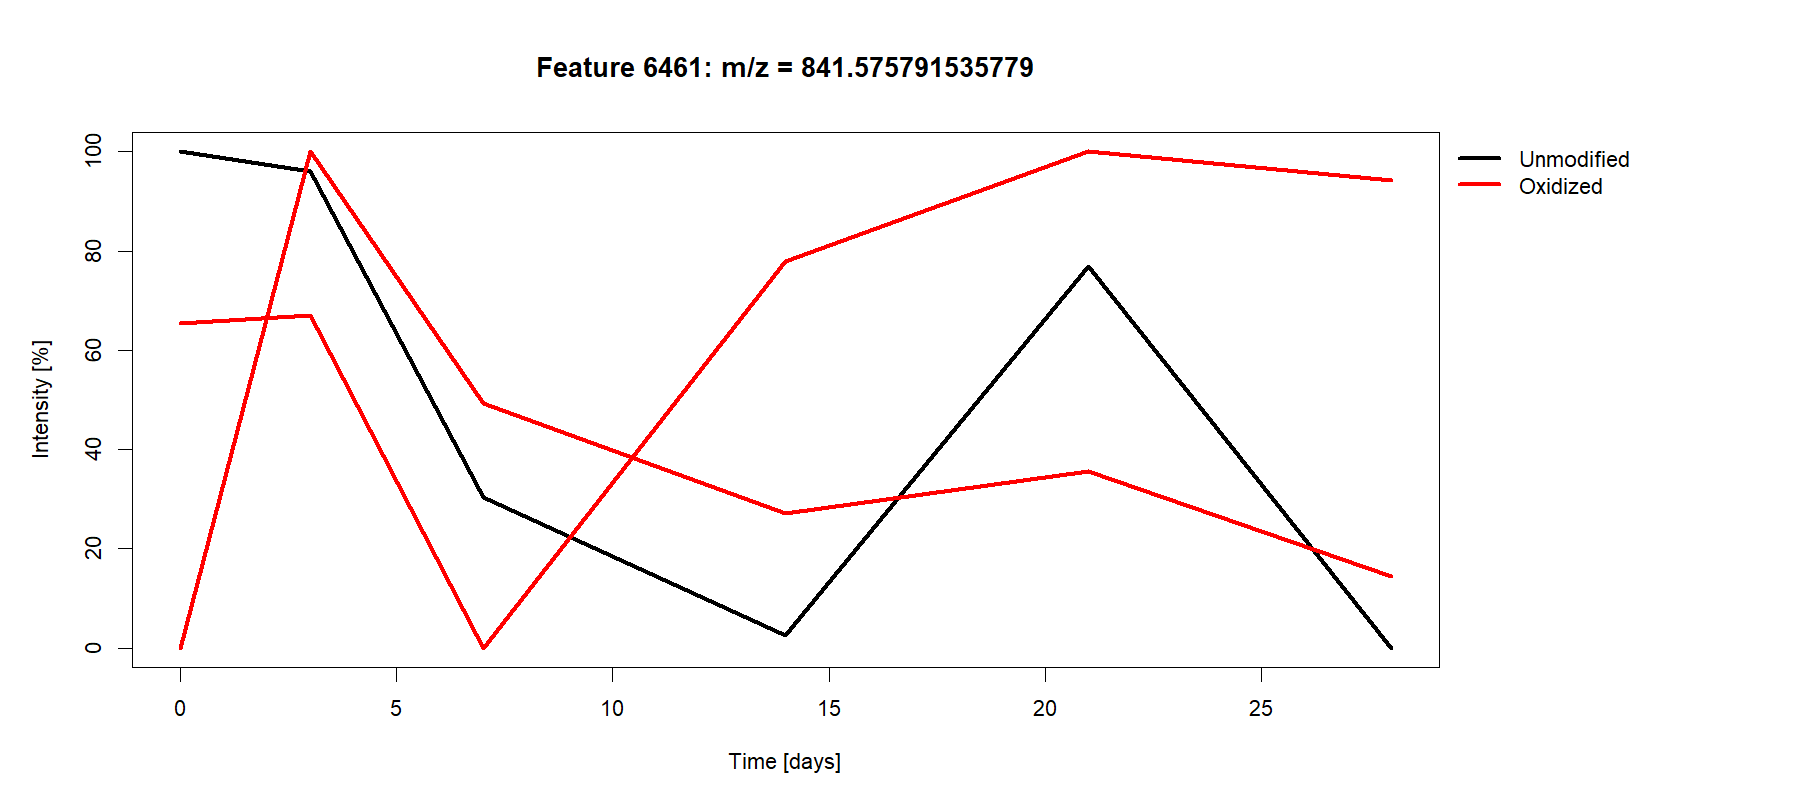 Feature 6461: m/z = 841.575791535779
Unmodified
Oxidized
Intensity [%]
100
80
60
40
20
0
0 5 10 15 20 25
Time [days]